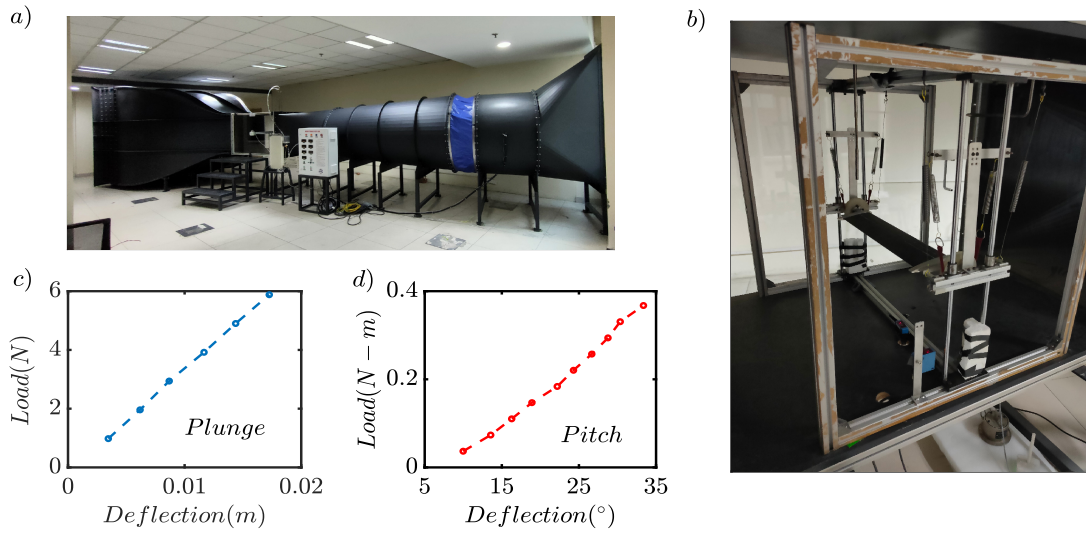 a)
b)
c)
d)
6
4
2
0
Load(N)
Plunge
0
0.01
0.02
Deflection(m)
0.4
0.2
0
Load(N − m)
Pitch
5
15
25
35
Deflection(°)